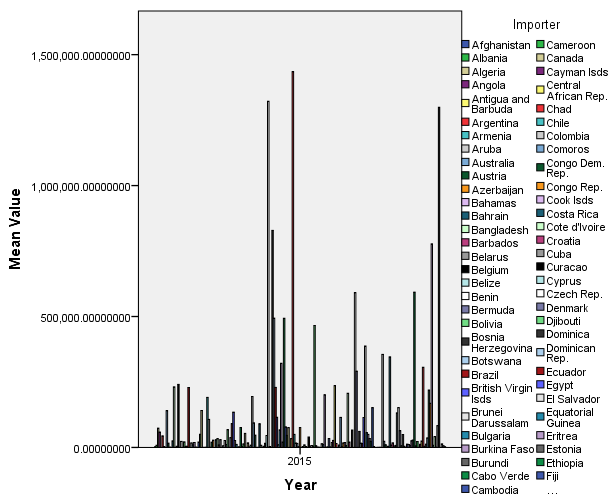 Importer
1,500,000.00000000
1,000,000.00000000
500,000.00000000
0.00000000
Mean Value
2015
Year
Afghanistan
Albania
Algeria
Angola
Antigua and
Barbuda
Argentina
Armenia
Aruba
Australia
Austria
Azerbaijan
Bahamas
Bahrain
Bangladesh
Barbados
Belarus
Belgium
Belize
Benin
Bermuda
Bolivia
Bosnia
Herzegovina
Botswana
Brazil
British Virgin
Isds
Brunei
Darussalam
Bulgaria
Burkina Faso
Burundi
Cabo Verde
Cambodia
Cameroon
Canada
Cayman Isds
Central
African Rep.
Chad
Chile
Colombia
Comoros
Congo Dem.
Rep.
Congo Rep.
Cook Isds
Costa Rica
Cote d'Ivoire
Croatia
Cuba
Curacao
Cyprus
Czech Rep.
Denmark
Djibouti
Dominica
Dominican
Rep.
Ecuador
Egypt
El Salvador
Equatorial
Guinea
Eritrea
Estonia
Ethiopia
Fiji
...